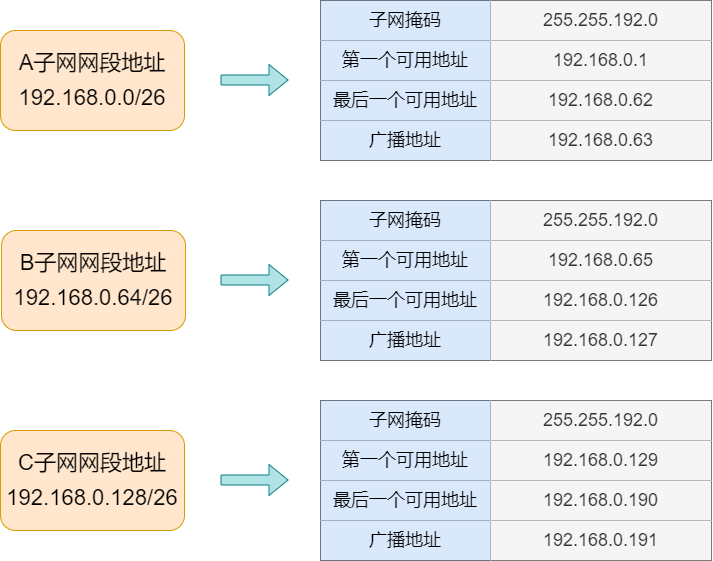 A子网网段地址
192.168.0.0/26
子网掩码 255.255.192.0
第一个可用地址 192.168.0.1
最后一个可用地址 192.168.0.62
广播地址 192.168.0.63
B子网网段地址
192.168.0.64/26
子网掩码 255.255.192.0
第一个可用地址 192.168.0.65
最后一个可用地址 192.168.0.126
广播地址 192.168.0.127
C子网网段地址
192.168.0.128/26
子网掩码 255.255.192.0
第一个可用地址 192.168.0.129
最后一个可用地址 192.168.0.190
广播地址 192.168.0.191